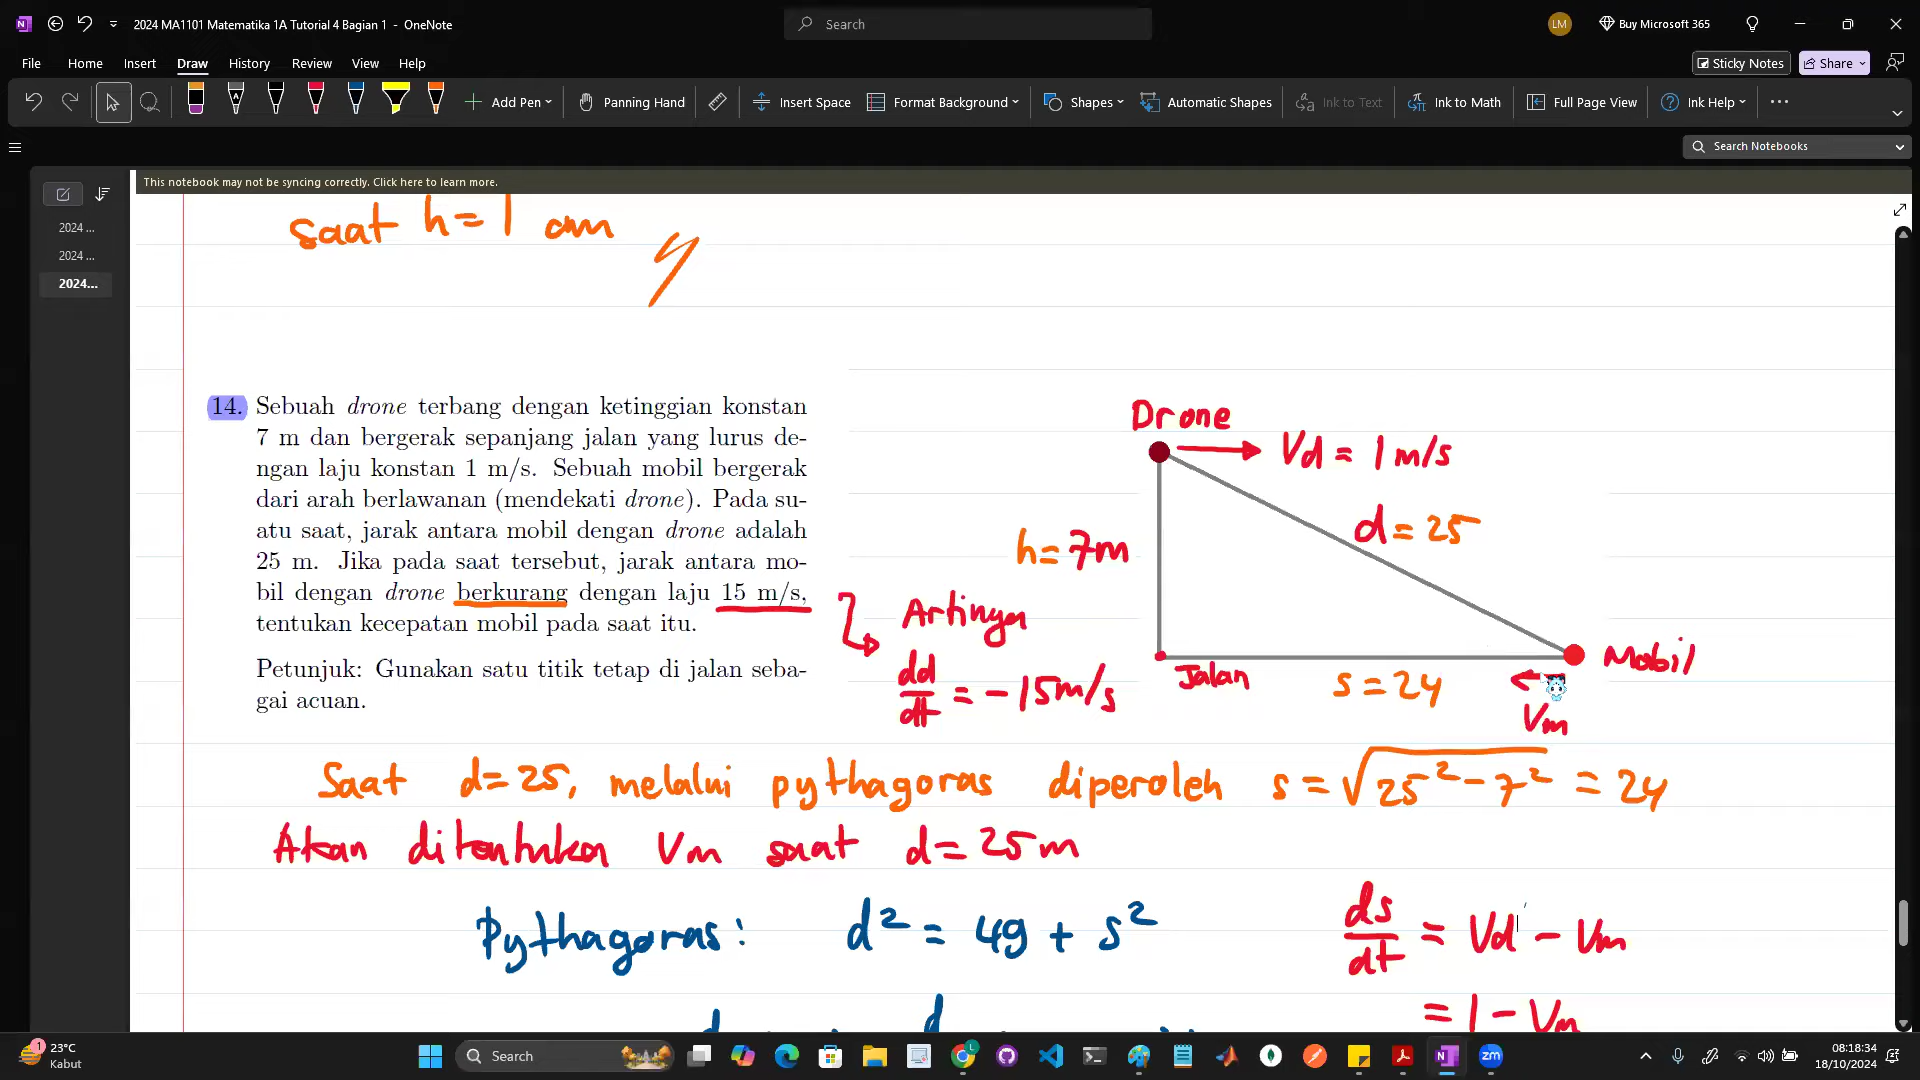 2024 MA1101 Matematika 1A Tutorial 4 Bagian 1 - OneNote
Search
LM
Buy Microsoft 365
File Home Insert Draw History Review View Help
Sticky Notes
Share
Add Pen
Panning Hand
Insert Space
Format Background
Shapes
Automatic Shapes
Ink to Text
Ink to Math
Full Page View
Ink Help
Search Notebooks
This notebook may not be syncing correctly. Click here to learn more.
2024 ...
2024 ...
2024...
saat h = 1 cm
14. Sebuah drone terbang dengan ketinggian konstan
7 m dan bergerak sepanjang jalan yang lurus de-
ngan laju konstan 1 m/s. Sebuah mobil bergerak
dari arah berlawanan (mendekati drone). Pada su-
atu saat, jarak antara mobil dengan drone adalah
25 m. Jika pada saat tersebut, jarak antara mo-
bil dengan drone berkurang dengan laju 15 m/s,
tentukan kecepatan mobil pada saat itu.
Petunjuk: Gunakan satu titik tetap di jalan seba-
gai acuan.
Artinya
dd/dt = -15m/s
Drone
Vd = 1 m/s
d = 25
h = 7m
Jalan
s = 24
Mobil
Vm
Saat d = 25, melalui pythagoras diperoleh s = √25² - 7² = 24
Akan ditentukan Vm saat d = 25 m
Pythagoras : d² = 49 + s²
ds/dt = Vd - Vm
= 1 - Vm
23°C
Kabut
Search
08:18:34
18/10/2024